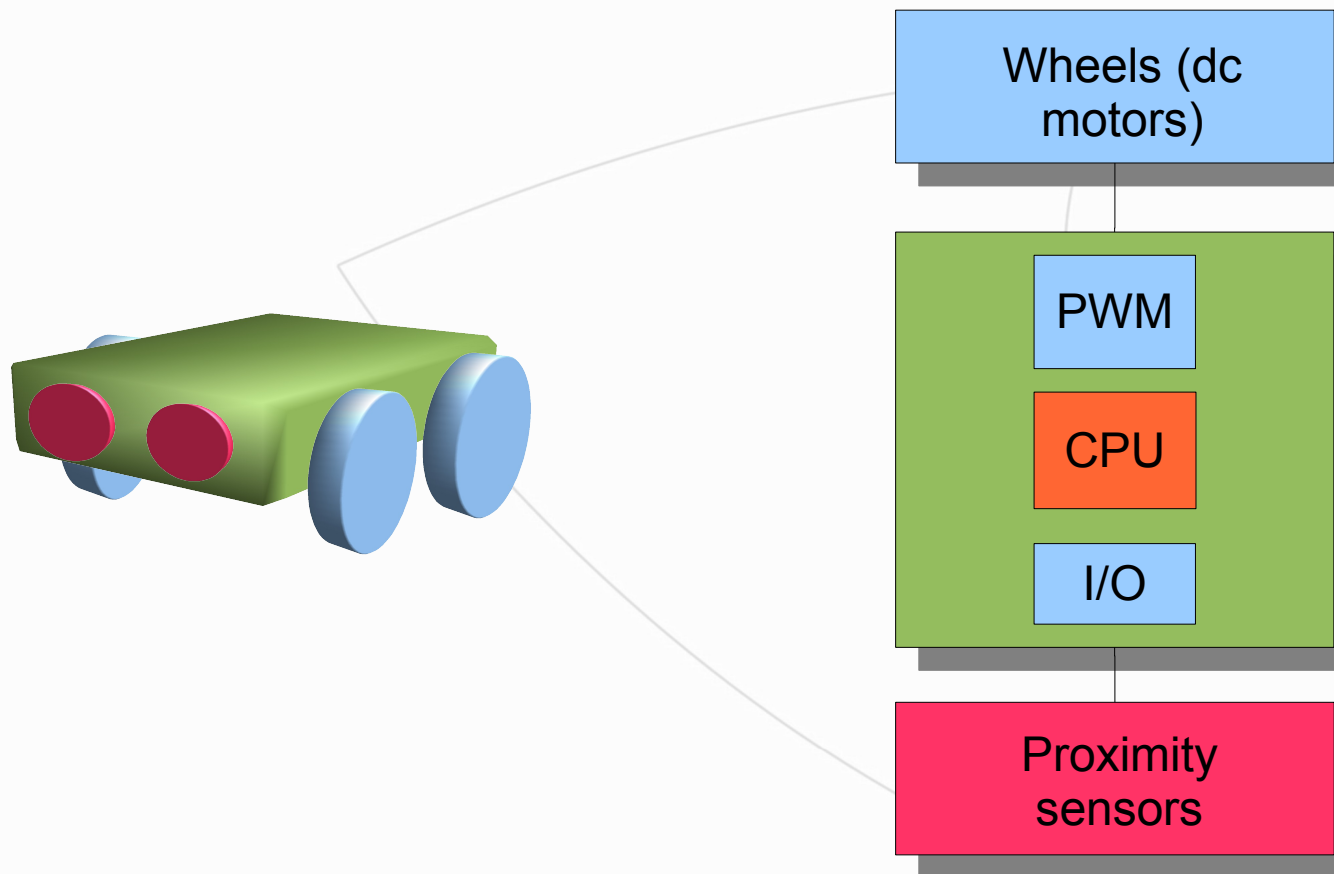 Wheels (dc
motors)
PWM
CPU
I/O
Proximity
sensors